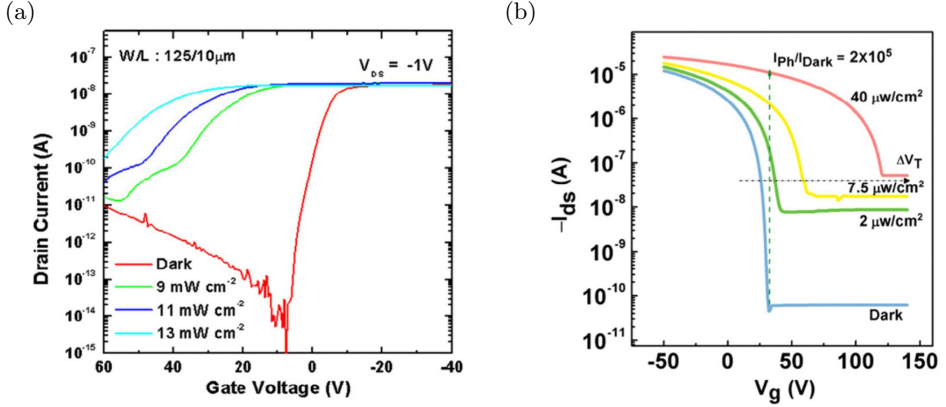 (a)
W/L : 125/10μm
V_DS = -1V
Drain Current (A)
10^-7
10^-8
10^-9
10^-10
10^-11
10^-12
10^-13
10^-14
10^-15
Dark
9 mW cm^-2
11 mW cm^-2
13 mW cm^-2
60 40 20 0 -20 -40
Gate Voltage (V)
(b)
I_Ph/I_Dark = 2X10^5
40 μw/cm^2
ΔV_T
7.5 μw/cm^2
2 μw/cm^2
Dark
−I_ds (A)
10^-5
10^-6
10^-7
10^-8
10^-9
10^-10
10^-11
-50 0 50 100 150
V_g (V)